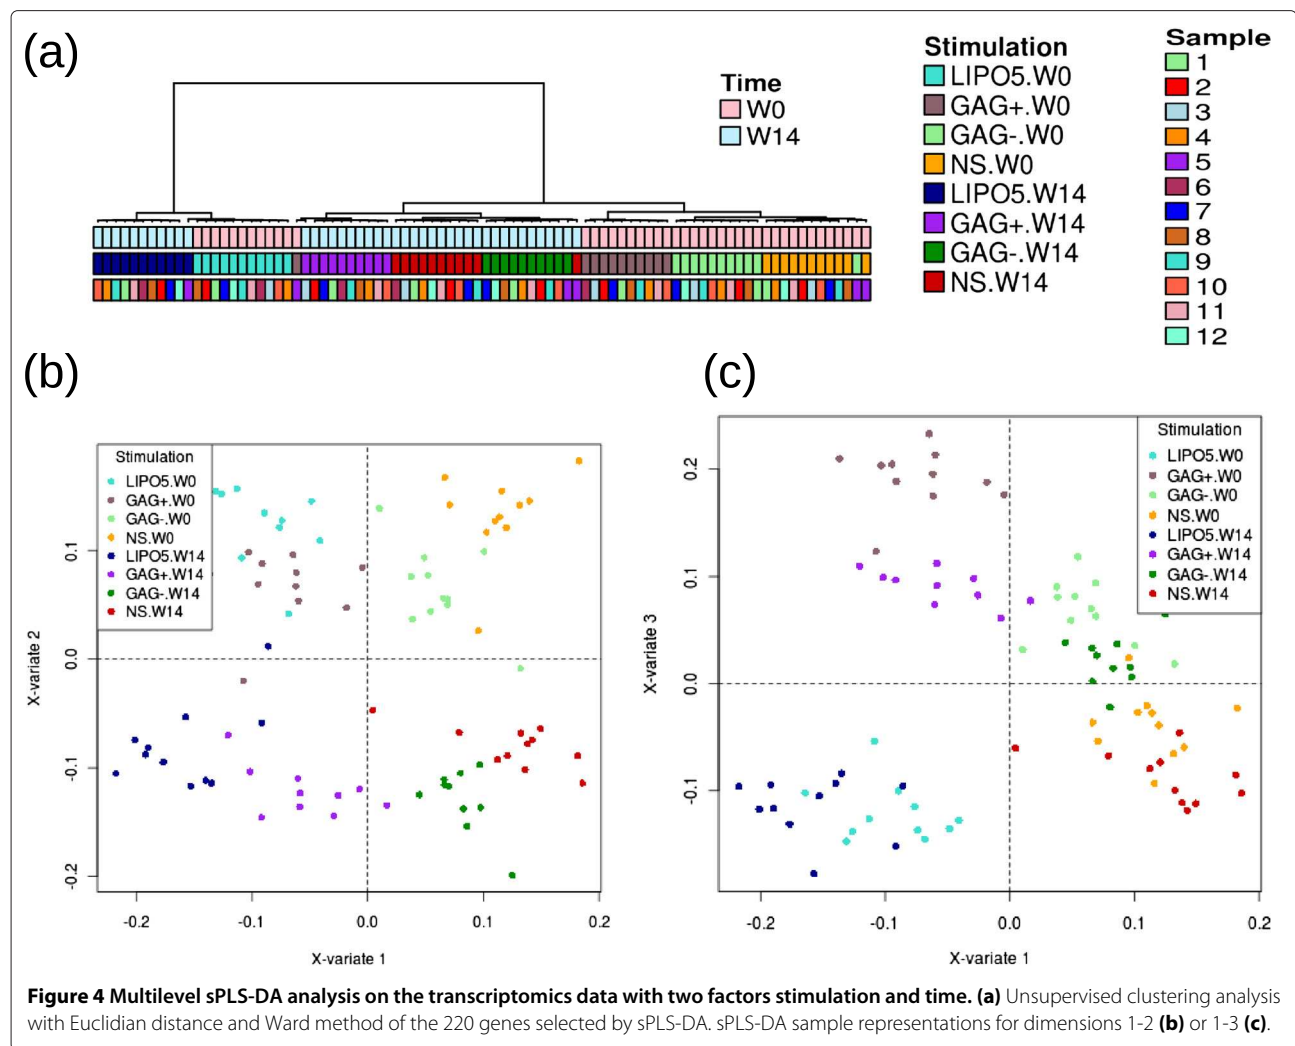 (a)
Time
W0
W14
Stimulation
LIPO5.W0
GAG+.W0
GAG-.W0
NS.W0
LIPO5.W14
GAG+.W14
GAG-.W14
NS.W14
Sample
1
2
3
4
5
6
7
8
9
10
11
12
(b)
Stimulation
LIPO5.W0
GAG+.W0
GAG-.W0
NS.W0
LIPO5.W14
GAG+.W14
GAG-.W14
NS.W14
X-variate 2
0.1
0.0
-0.1
-0.2
-0.2
-0.1
0.0
0.1
0.2
X-variate 1
(c)
Stimulation
LIPO5.W0
GAG+.W0
GAG-.W0
NS.W0
LIPO5.W14
GAG+.W14
GAG-.W14
NS.W14
X-variate 3
0.2
0.1
0.0
-0.1
-0.2
-0.1
0.0
0.1
0.2
X-variate 1
Figure 4 Multilevel sPLS-DA analysis on the transcriptomics data with two factors stimulation and time. (a) Unsupervised clustering analysis
with Euclidian distance and Ward method of the 220 genes selected by sPLS-DA. sPLS-DA sample representations for dimensions 1-2 (b) or 1-3 (c).